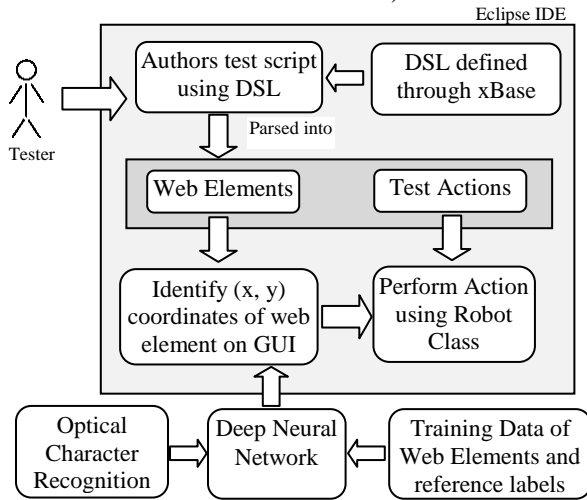 Eclipse IDE
Authors test script
using DSL
DSL defined
through xBase
Tester
Parsed into
Web Elements
Test Actions
Identify (x, y)
coordinates of web
element on GUI
Perform Action
using Robot
Class
Optical
Character
Recognition
Deep Neural
Network
Training Data of
Web Elements and
reference labels